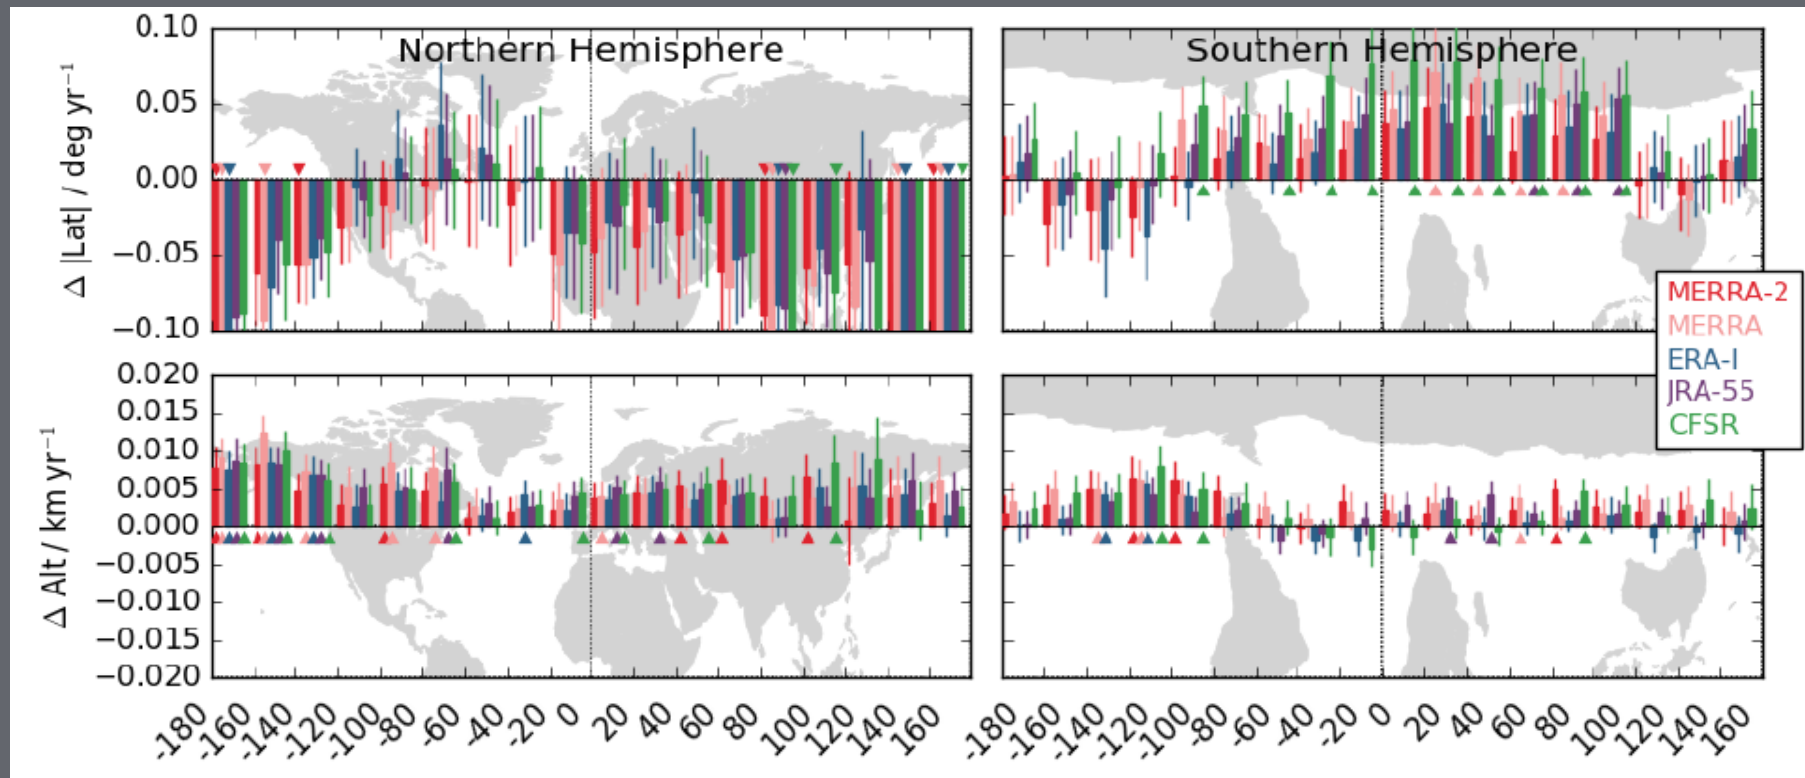 Northern Hemisphere
Southern Hemisphere
0.10
0.05
0.00
−0.05
−0.10
Δ |Lat| / deg yr⁻¹
MERRA-2
MERRA
ERA-I
JRA-55
CFSR
0.020
0.015
0.010
0.005
0.000
−0.005
−0.010
−0.015
−0.020
Δ Alt / km yr⁻¹
-180 -160 -140 -120 -100 -80 -60 -40 -20 0 20 40 60 80 100 120 140 160
-180 -160 -140 -120 -100 -80 -60 -40 -20 0 20 40 60 80 100 120 140 160